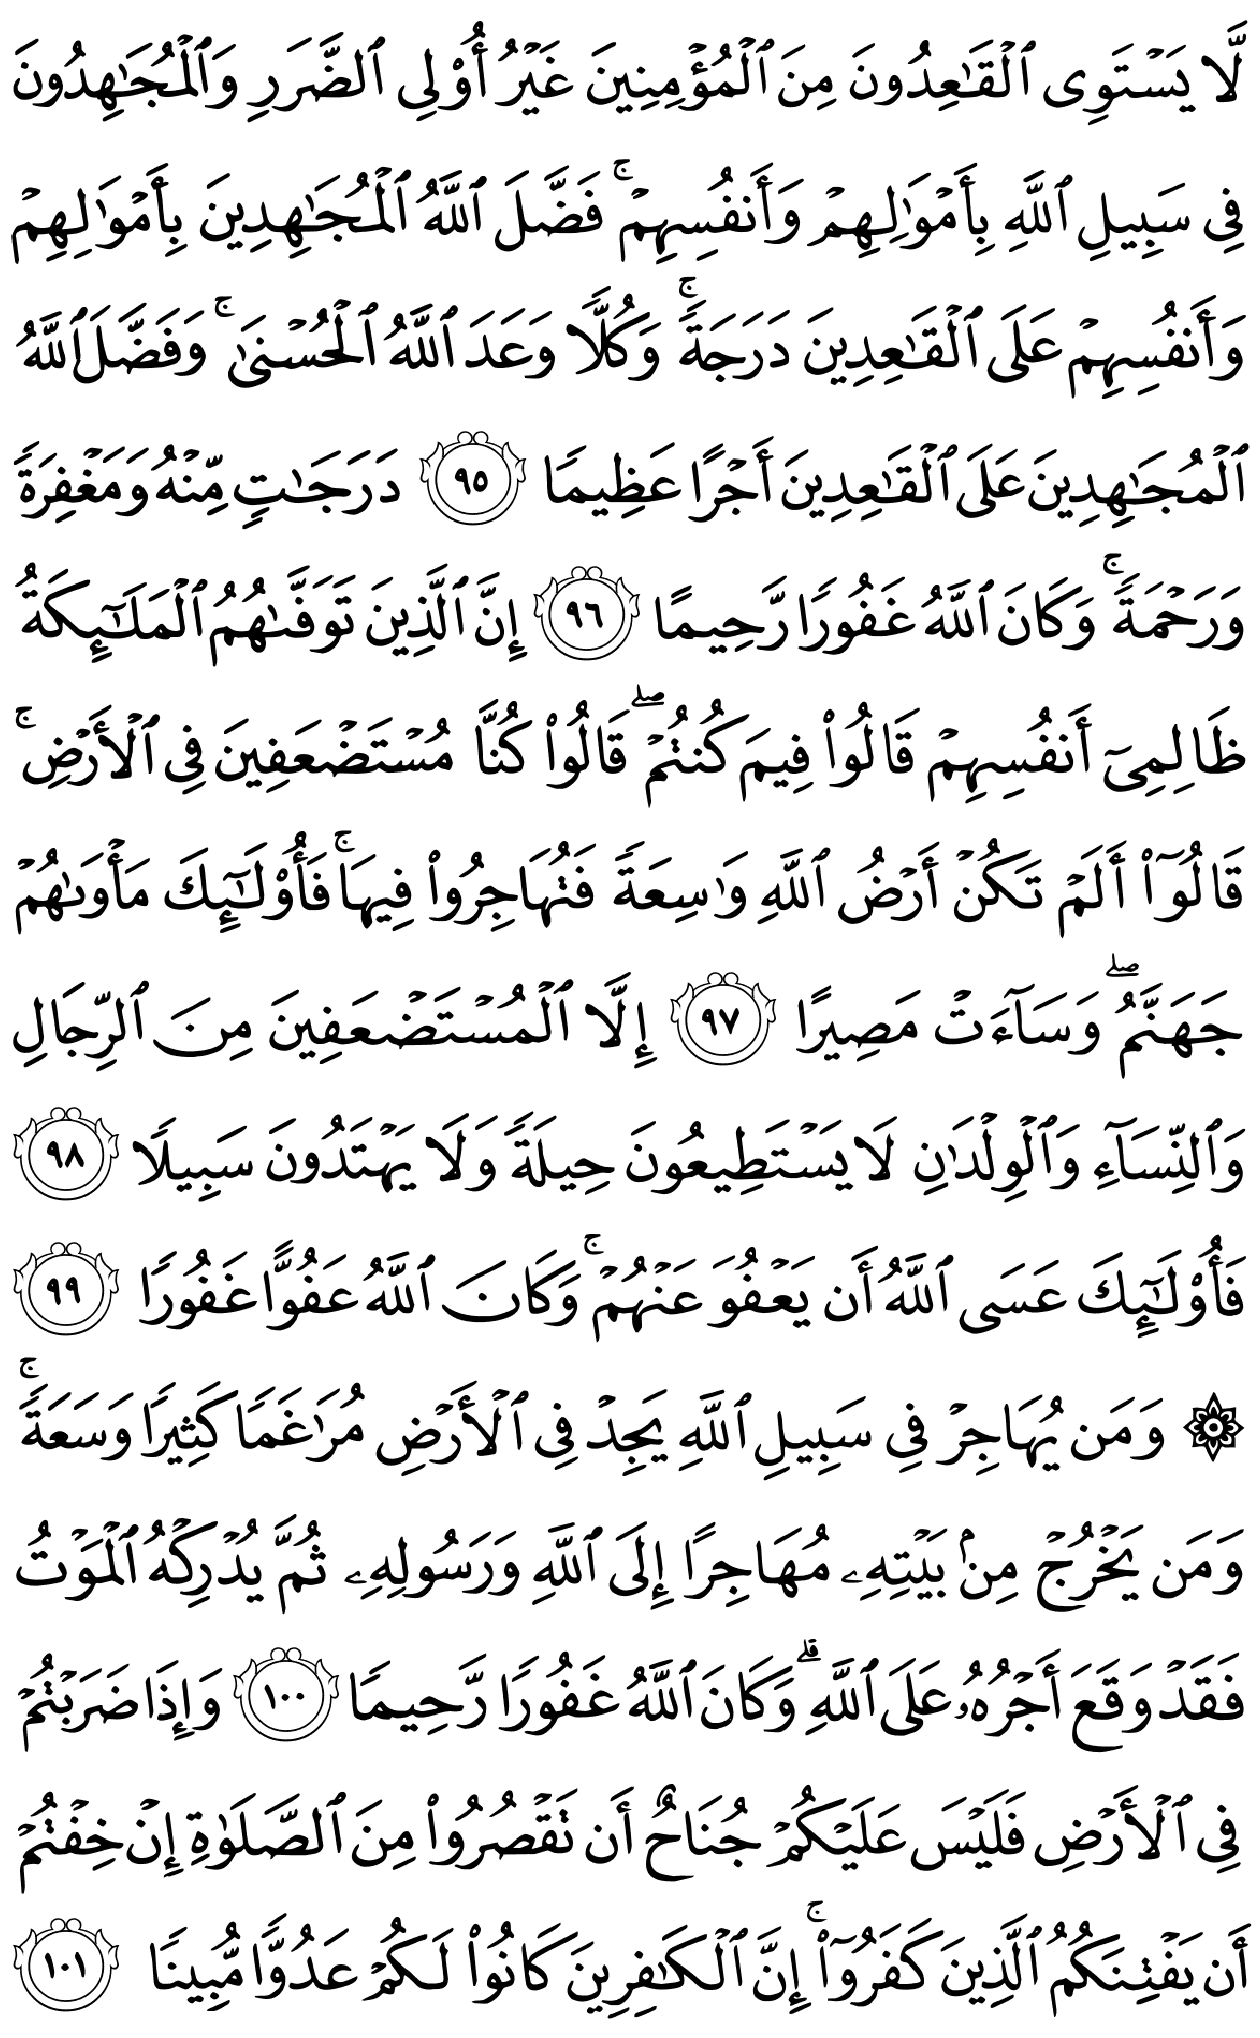 لَّا يَسْتَوِى ٱلْقَٰعِدُونَ مِنَ ٱلْمُؤْمِنِينَ غَيْرُ أُو۟لِى ٱلضَّرَرِ وَٱلْمُجَٰهِدُونَ
فِى سَبِيلِ ٱللَّهِ بِأَمْوَٰلِهِمْ وَأَنفُسِهِمْ ۚ فَضَّلَ ٱللَّهُ ٱلْمُجَٰهِدِينَ بِأَمْوَٰلِهِمْ
وَأَنفُسِهِمْ عَلَى ٱلْقَٰعِدِينَ دَرَجَةً ۚ وَكُلًّا وَعَدَ ٱللَّهُ ٱلْحُسْنَىٰ ۚ وَفَضَّلَ ٱللَّهُ
ٱلْمُجَٰهِدِينَ عَلَى ٱلْقَٰعِدِينَ أَجْرًا عَظِيمًا ٩٥ دَرَجَٰتٍ مِّنْهُ وَمَغْفِرَةً
وَرَحْمَةً ۚ وَكَانَ ٱللَّهُ غَفُورًا رَّحِيمًا ٩٦ إِنَّ ٱلَّذِينَ تَوَفَّىٰهُمُ ٱلْمَلَٰٓئِكَةُ
ظَالِمِىٓ أَنفُسِهِمْ قَالُوا۟ فِيمَ كُنتُمْ ۖ قَالُوا۟ كُنَّا مُسْتَضْعَفِينَ فِى ٱلْأَرْضِ ۚ
قَالُوٓا۟ أَلَمْ تَكُنْ أَرْضُ ٱللَّهِ وَٰسِعَةً فَتُهَاجِرُوا۟ فِيهَا ۚ فَأُو۟لَٰٓئِكَ مَأْوَىٰهُمْ
جَهَنَّمُ ۖ وَسَآءَتْ مَصِيرًا ٩٧ إِلَّا ٱلْمُسْتَضْعَفِينَ مِنَ ٱلرِّجَالِ
وَٱلنِّسَآءِ وَٱلْوِلْدَٰنِ لَا يَسْتَطِيعُونَ حِيلَةً وَلَا يَهْتَدُونَ سَبِيلًا ٩٨
فَأُو۟لَٰٓئِكَ عَسَى ٱللَّهُ أَن يَعْفُوَ عَنْهُمْ ۚ وَكَانَ ٱللَّهُ عَفُوًّا غَفُورًا ٩٩
۞ وَمَن يُهَاجِرْ فِى سَبِيلِ ٱللَّهِ يَجِدْ فِى ٱلْأَرْضِ مُرَٰغَمًا كَثِيرًا وَسَعَةً ۚ
وَمَن يَخْرُجْ مِنۢ بَيْتِهِۦ مُهَاجِرًا إِلَى ٱللَّهِ وَرَسُولِهِۦ ثُمَّ يُدْرِكْهُ ٱلْمَوْتُ
فَقَدْ وَقَعَ أَجْرُهُۥ عَلَى ٱللَّهِ ۗ وَكَانَ ٱللَّهُ غَفُورًا رَّحِيمًا ١٠٠ وَإِذَا ضَرَبْتُمْ
فِى ٱلْأَرْضِ فَلَيْسَ عَلَيْكُمْ جُنَاحٌ أَن تَقْصُرُوا۟ مِنَ ٱلصَّلَوٰةِ إِنْ خِفْتُمْ
أَن يَفْتِنَكُمُ ٱلَّذِينَ كَفَرُوٓا۟ ۚ إِنَّ ٱلْكَٰفِرِينَ كَانُوا۟ لَكُمْ عَدُوًّا مُّبِينًا ١٠١